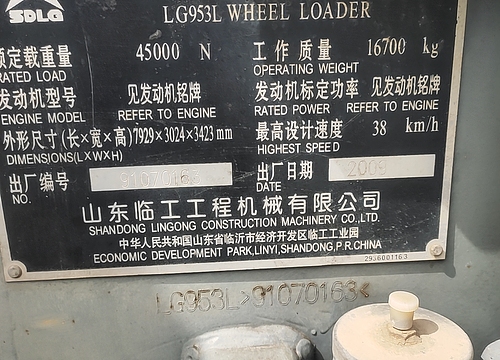 SDLG
LG953L WHEEL LOADER
额定载重量 45000 N 工作质量 16700 kg
RATED LOAD OPERATING WEIGHT
发动机型号 见发动机铭牌 发动机标定功率 见发动机铭牌
ENGINE MODEL REFER TO ENGINE RATED POWER REFER TO ENGINE
外形尺寸(长×宽×高) 7929×3024×3423 mm 最高设计速度 38 km/h
DIMENSIONS(LXWXH) HIGHEST SPEED
出厂编号 91070163 出厂日期 2009
NO. DATE
山东临工工程机械有限公司
SHANDONG LINGONG CONSTRUCTION MACHINERY CO.,LTD.
中华人民共和国山东省临沂市经济开发区临工工业园
ECONOMIC DEVELOPMENT PARK,LINYI,SHANDONG,P.R.CHINA
2936001163
LG953L>91070163<